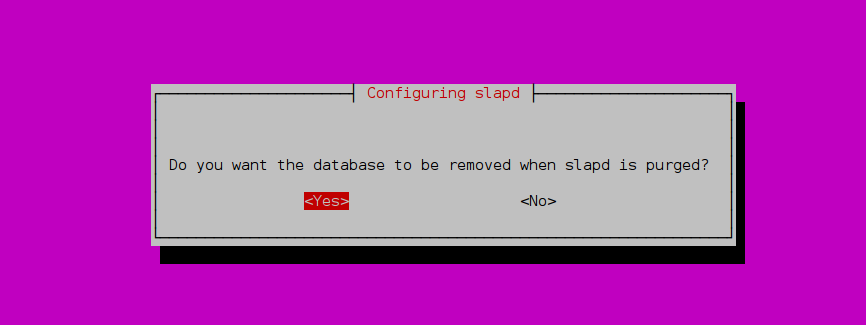 Configuring slapd
Do you want the database to be removed when slapd is purged?
<Yes> <No>